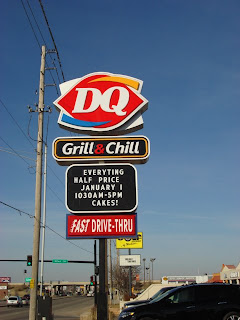 DQ
Grill & Chill
EVERYTING
HALF PRICE
JANUARY 1
1030AM-5PM
CAKES!
FAST DRIVE-THRU